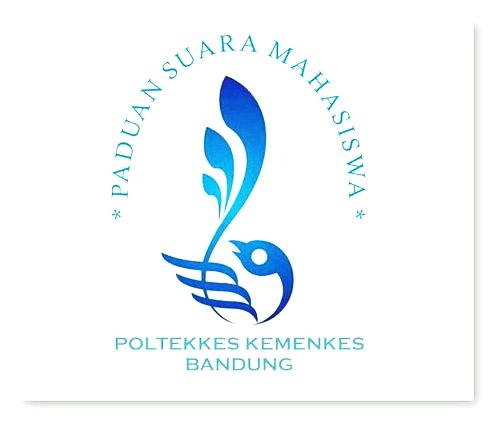 * PADUAN SUARA MAHASISWA *
POLTEKKES KEMENKES
BANDUNG